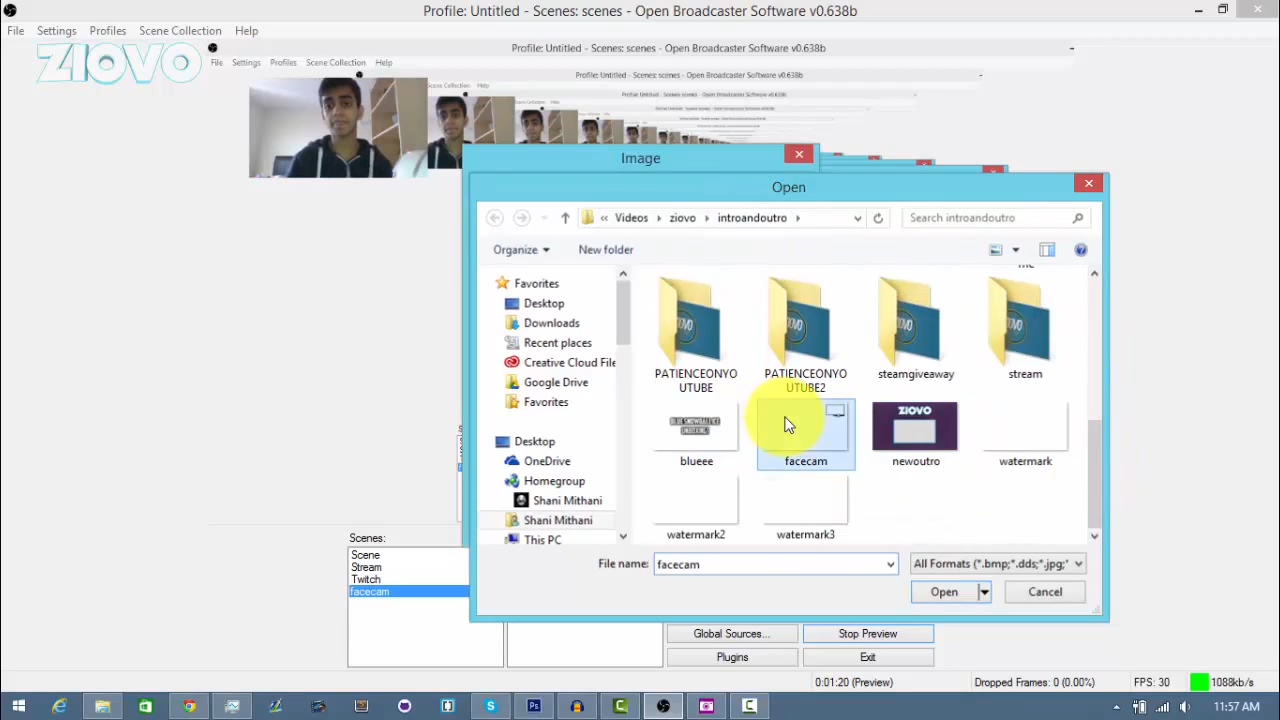 Profile: Untitled - Scenes: scenes - Open Broadcaster Software v0.638b
File Settings Profiles Scene Collection Help
ZIOVO
Profile: Untitled - Scenes: scenes - Open Broadcaster Software v0.638b
File Settings Profiles Scene Collection Help
Profile: Untitled - Scenes: scenes - Open Broadcaster Software v0.638b
Scene Collection Help
Image
Open
« Videos ziovo introandoutro
Search introandoutro
Organize
New folder
Favorites
Desktop
Downloads
Recent places
Creative Cloud File
Google Drive
Favorites
Desktop
OneDrive
Homegroup
Shani Mithani
Shani Mithani
This PC
PATIENCEONYO
UTUBE
PATIENCEONYO
UTUBE2
steamgiveaway
stream
blueee
facecam
ZIOVO
newoutro
watermark
watermark2
watermark3
File name:
facecam
All Formats (*.bmp;*.dds;*.jpg;*
Open
Cancel
Scenes:
Scene
Stream
Twitch
facecam
Global Sources...
Stop Preview
Plugins
Exit
0:01:20 (Preview)
Dropped Frames: 0 (0.00%)
FPS: 30
1088kb/s
11:57 AM